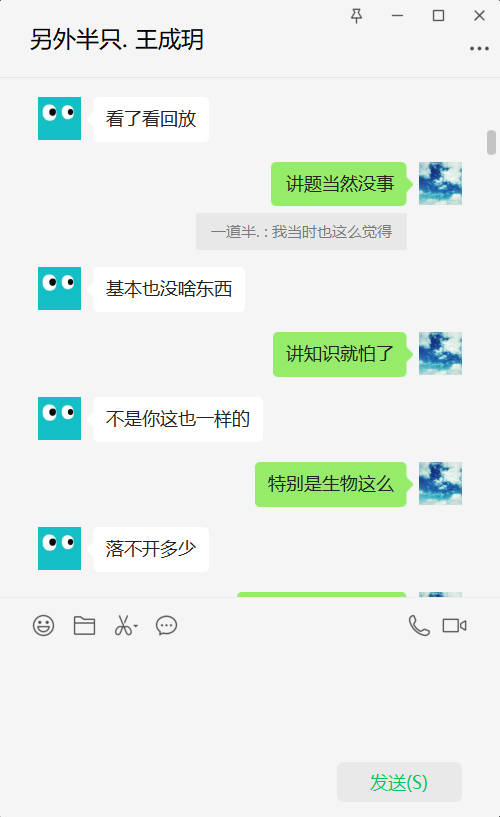 另外半只. 王成玥
看了看回放
讲题当然没事
一道半. : 我当时也这么觉得
基本也没啥东西
讲知识就怕了
不是你这也一样的
特别是生物这么
落不开多少
发送(S)